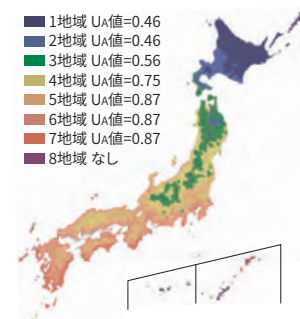 1地域 UA値=0.46
2地域 UA値=0.46
3地域 UA値=0.56
4地域 UA値=0.75
5地域 UA値=0.87
6地域 UA値=0.87
7地域 UA値=0.87
8地域 なし